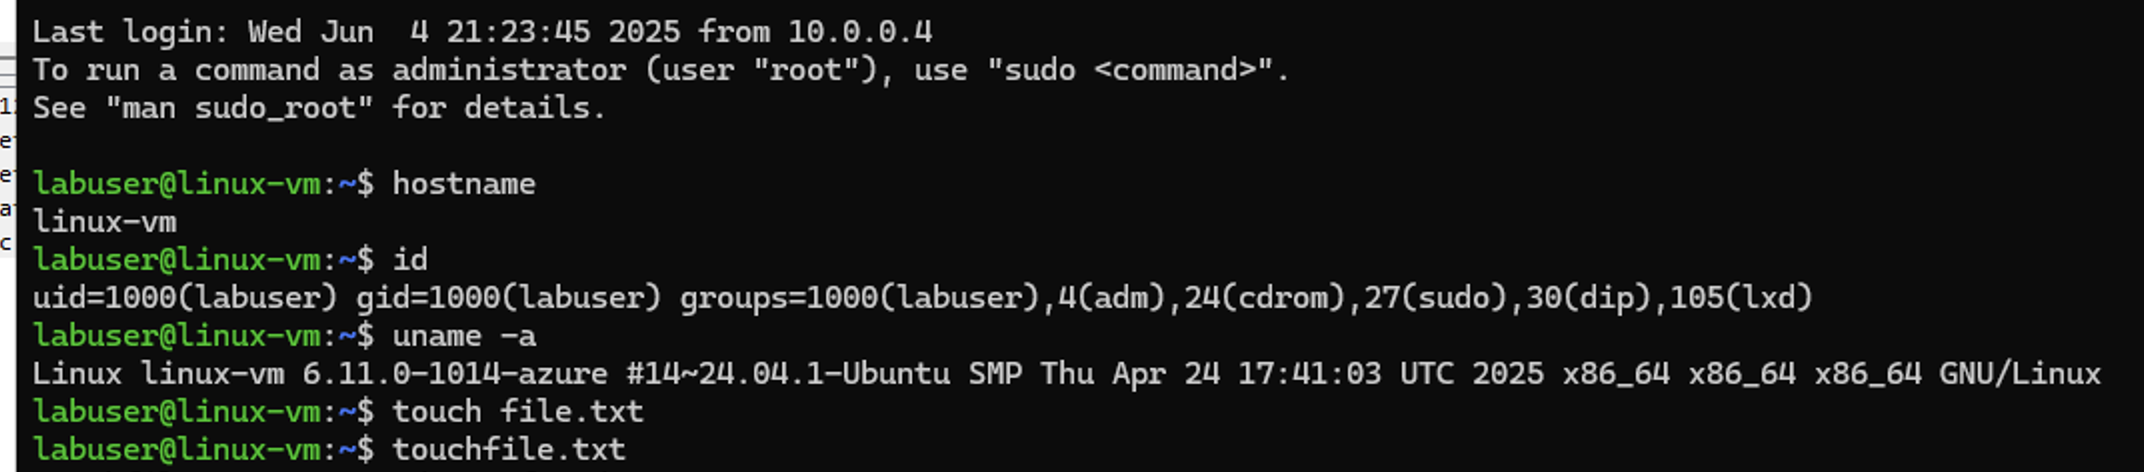 Last login: Wed Jun  4 21:23:45 2025 from 10.0.0.4
To run a command as administrator (user "root"), use "sudo <command>".
See "man sudo_root" for details.
labuser@linux-vm:~$ hostname
linux-vm
labuser@linux-vm:~$ id
uid=1000(labuser) gid=1000(labuser) groups=1000(labuser),4(adm),24(cdrom),27(sudo),30(dip),105(lxd)
labuser@linux-vm:~$ uname -a
Linux linux-vm 6.11.0-1014-azure #14~24.04.1-Ubuntu SMP Thu Apr 24 17:41:03 UTC 2025 x86_64 x86_64 x86_64 GNU/Linux
labuser@linux-vm:~$ touch file.txt
labuser@linux-vm:~$ touchfile.txt